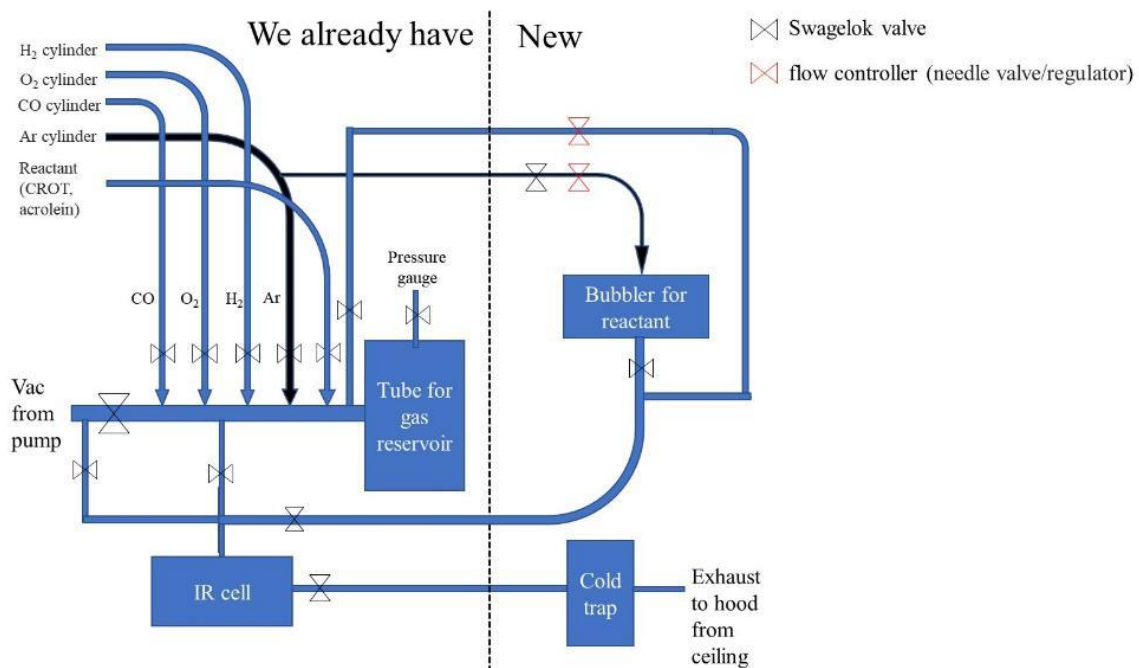 We already have
New
Swagelok valve
flow controller (needle valve/regulator)
H₂ cylinder
O₂ cylinder
CO cylinder
Ar cylinder
Reactant
(CROT,
acrolein)
Pressure
gauge
CO
O₂
H₂
Ar
Bubbler for
reactant
Vac
from
pump
Tube for
gas
reservoir
IR cell
Cold
trap
Exhaust
to hood
from
ceiling